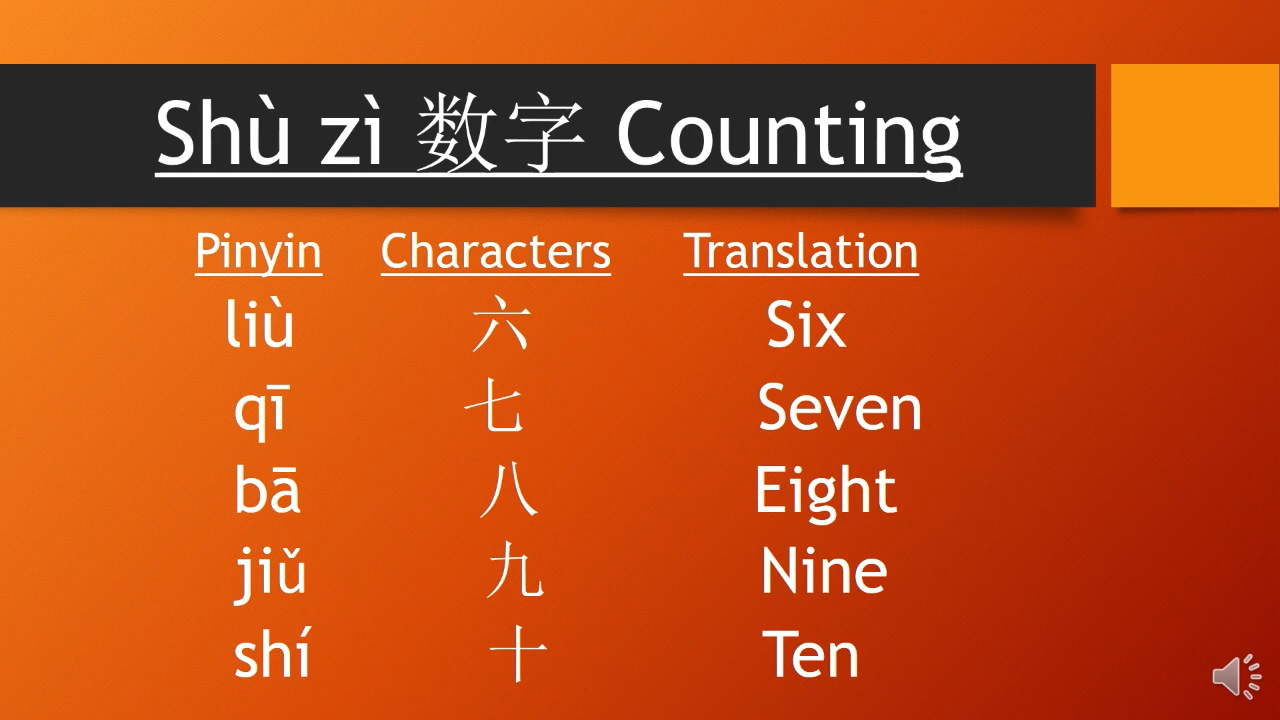 Shù zì 数字 Counting
Pinyin Characters Translation
liù 六 Six
qī 七 Seven
bā 八 Eight
jiǔ 九 Nine
shí 十 Ten